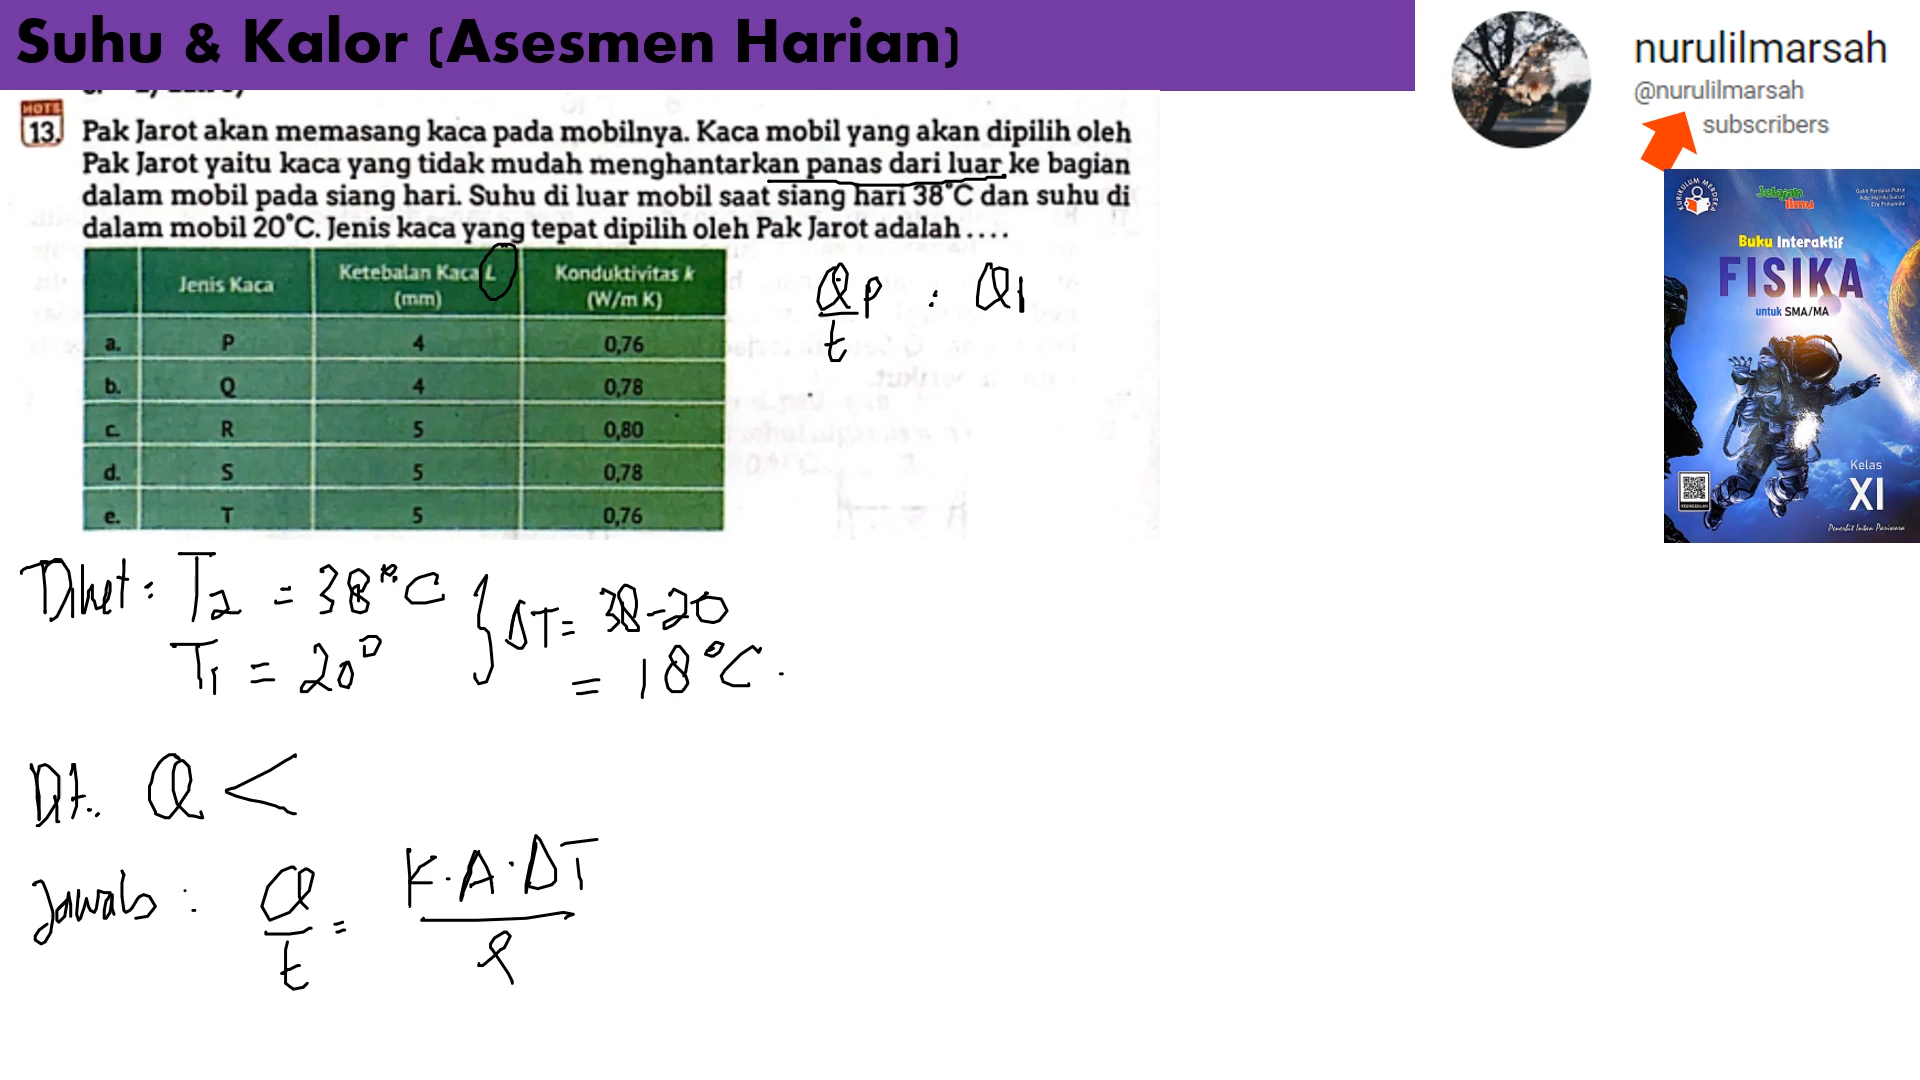 Suhu & Kalor (Asesmen Harian)
nurulilmarsah
@nurulilmarsah
subscribers
HOTS
13. Pak Jarot akan memasang kaca pada mobilnya. Kaca mobil yang akan dipilih oleh
Pak Jarot yaitu kaca yang tidak mudah menghantarkan panas dari luar ke bagian
dalam mobil pada siang hari. Suhu di luar mobil saat siang hari 38°C dan suhu di
dalam mobil 20°C. Jenis kaca yang tepat dipilih oleh Pak Jarot adalah . . . .
Jenis Kaca Ketebalan Kaca L (mm) Konduktivitas k (W/m K)
a. P 4 0,76
b. Q 4 0,78
c. R 5 0,80
d. S 5 0,78
e. T 5 0,76
Q/t P : Q1
Diket : T2 = 38°C } ΔT = 38-20
T1 = 20° = 18°C.
Dt. Q <
Jawab : Q/t = K·A·ΔT/l
KURIKULUM MERDEKA
Jelajah Ilmu
Buku Interaktif
FISIKA
untuk SMA/MA
Kelas
XI
Penerbit Intan Pariwara